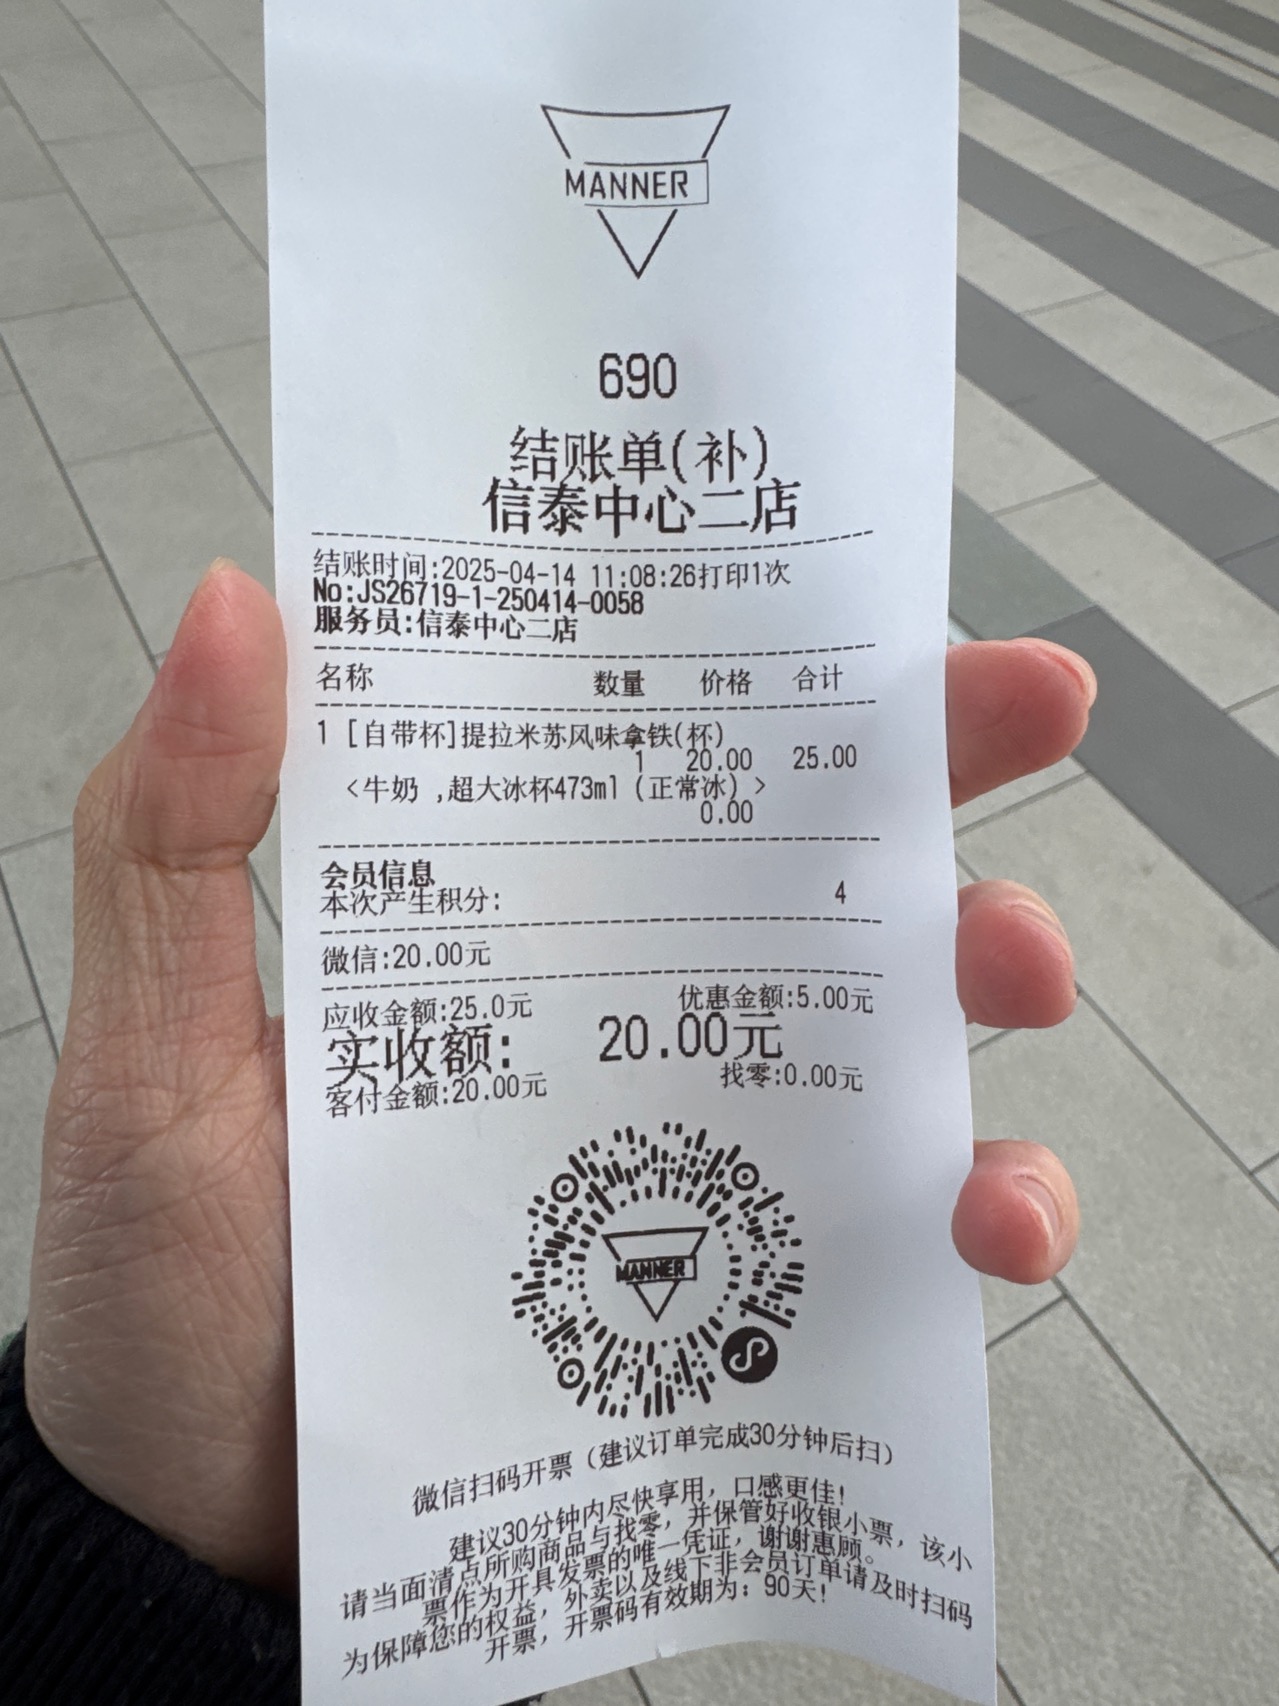 MANNER
690
结账单(补)
信泰中心二店
结账时间:2025-04-14 11:08:26打印1次
No:JS26719-1-250414-0058
服务员:信泰中心二店
名称 数量 价格 合计
1 [自带杯]提拉米苏风味拿铁(杯)
1 20.00 25.00
<牛奶 ,超大冰杯473ml (正常冰) >
0.00
会员信息
本次产生积分: 4
微信:20.00元
应收金额:25.0元 优惠金额:5.00元
实收额: 20.00元
客付金额:20.00元 找零:0.00元
MANNER
微信扫码开票 (建议订单完成30分钟后扫)
建议30分钟内尽快享用，口感更佳!
请当面清点所购商品与找零，并保管好收银小票，该小
票作为开具发票的唯一凭证，谢谢惠顾。
为保障您的权益，外卖以及线下非会员订单请及时扫码
开票，开票码有效期为: 90天!